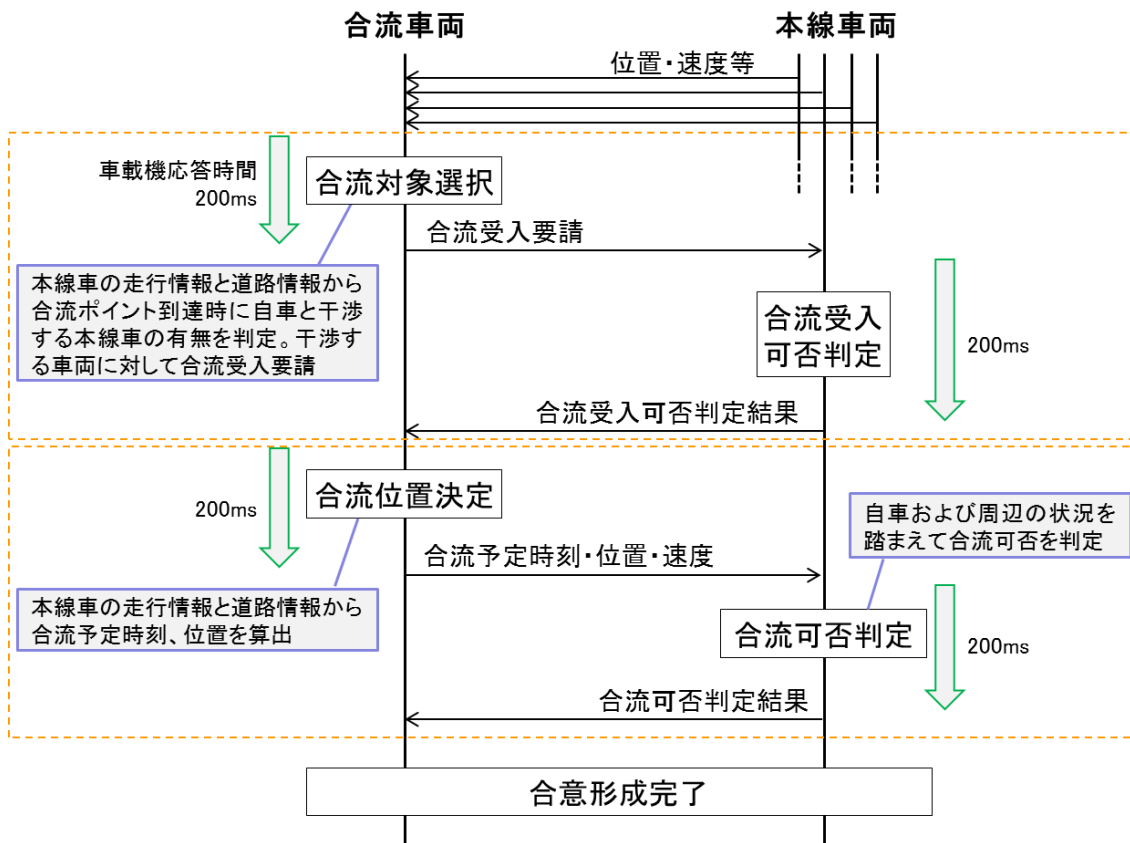 合流車両
本線車両
位置・速度等
車載機応答時間
200ms
合流対象選択
合流受入要請
本線車の走行情報と道路情報から
合流ポイント到達時に自車と干渉
する本線車の有無を判定。干渉す
る車両に対して合流受入要請
合流受入
可否判定
200ms
合流受入可否判定結果
200ms
合流位置決定
自車および周辺の状況を
踏まえて合流可否を判定
合流予定時刻・位置・速度
本線車の走行情報と道路情報から
合流予定時刻、位置を算出
合流可否判定
200ms
合流可否判定結果
合意形成完了